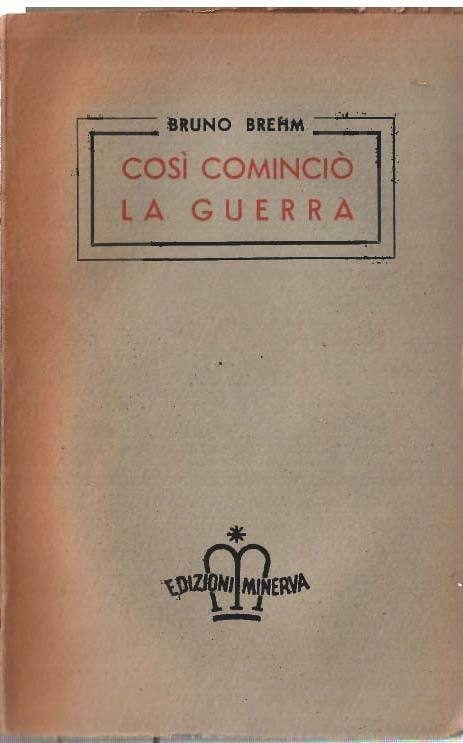 BRUNO BREHM
COSÌ COMINCIÒ
LA GUERRA
EDIZIONI MINERVA